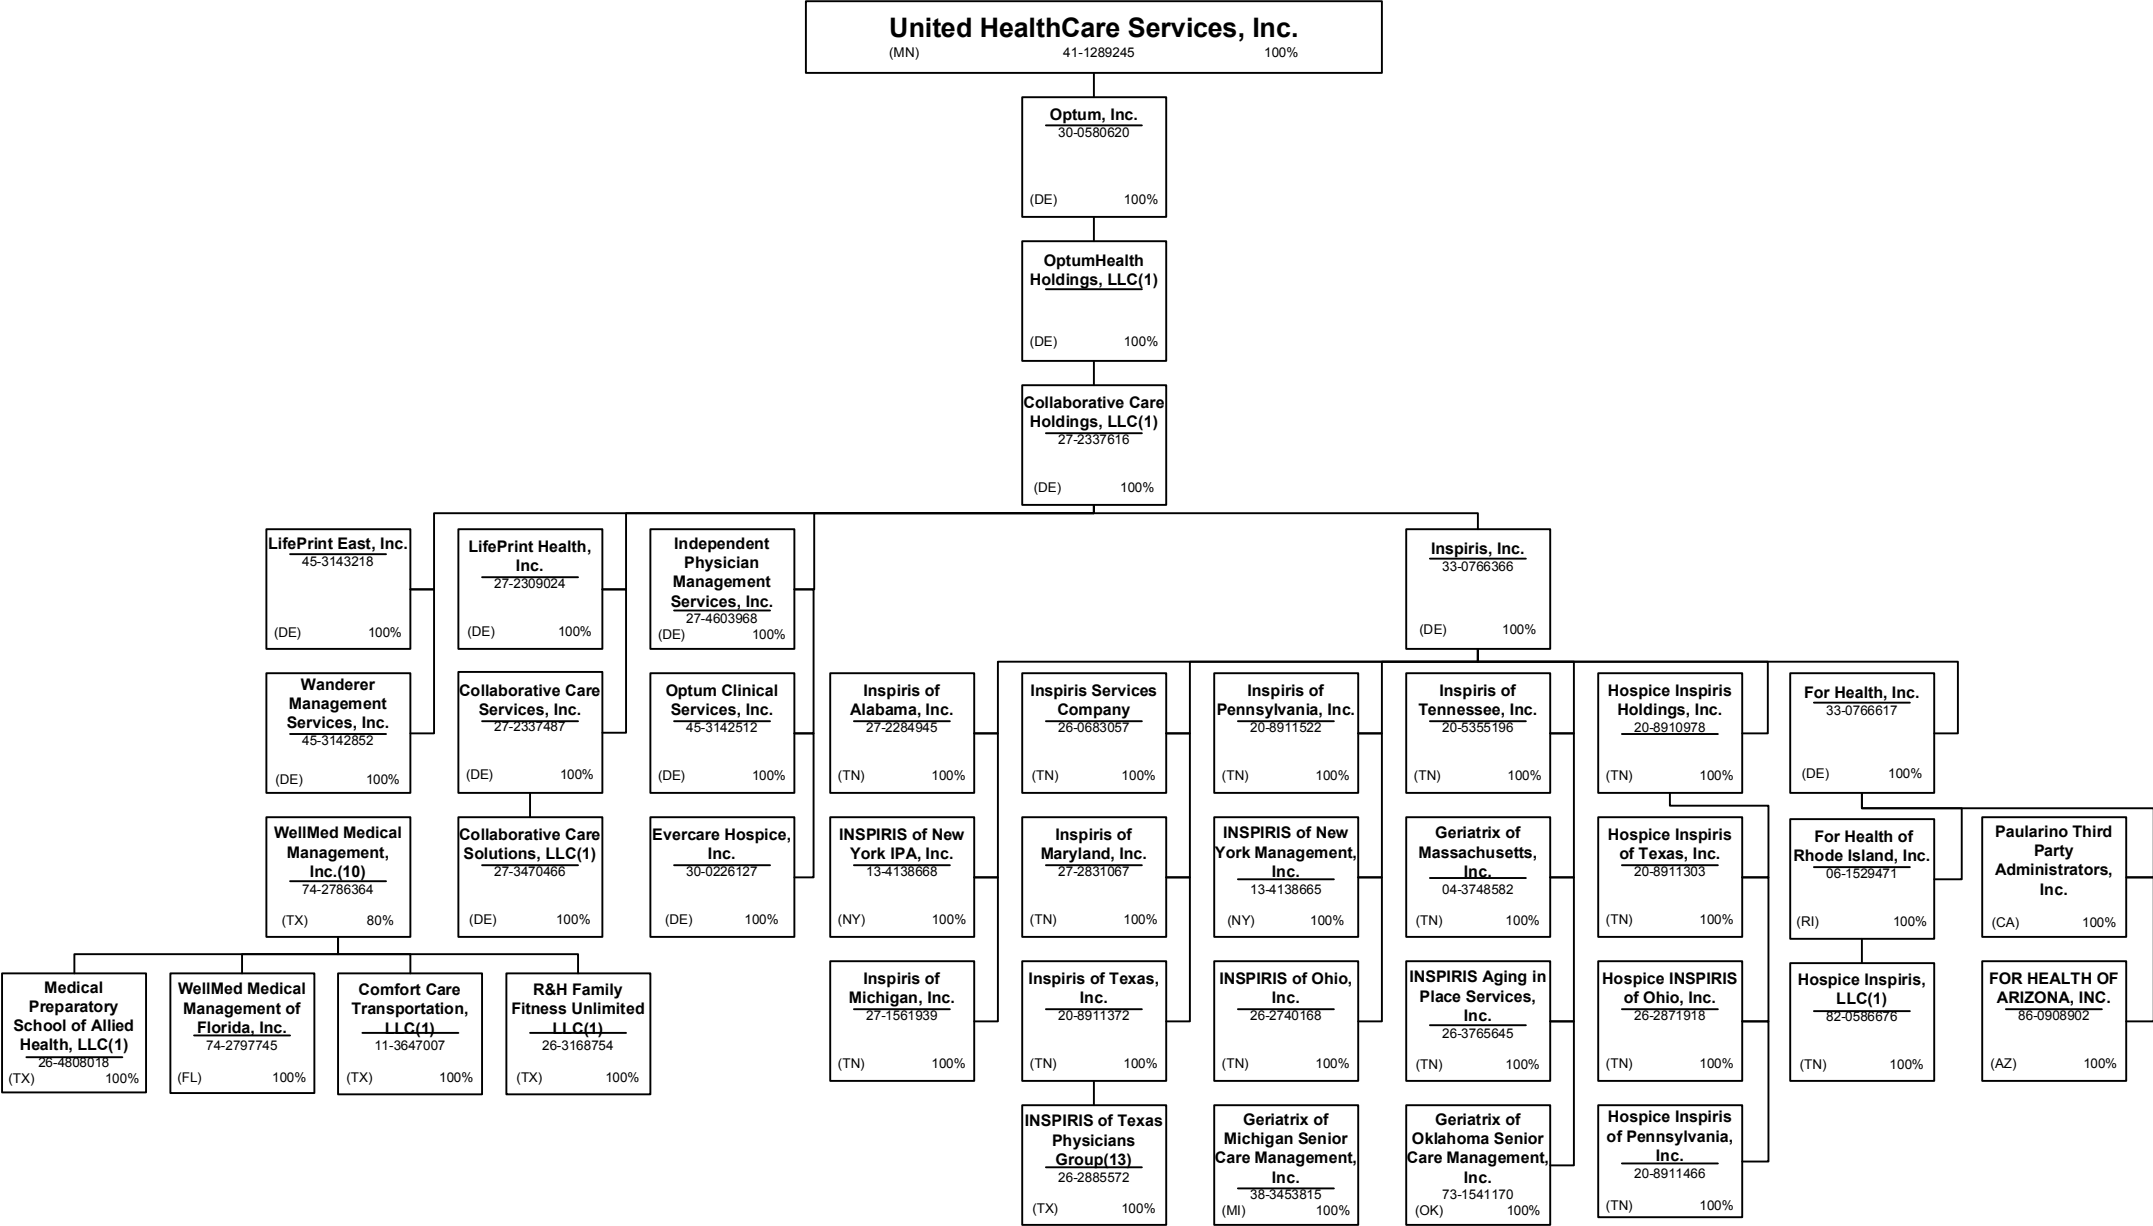 United HealthCare Services, Inc.
(MN) 41-1289245 100%
Optum, Inc.
30-0580620
(DE) 100%
OptumHealth
Holdings, LLC(1)
(DE) 100%
Collaborative Care
Holdings, LLC(1)
27-2337616
(DE) 100%
LifePrint East, Inc.
45-3143218
(DE) 100%
LifePrint Health,
Inc.
27-2309024
(DE) 100%
Independent
Physician
Management
Services, Inc.
27-4603968
(DE) 100%
Inspiris, Inc.
33-0766366
(DE) 100%
Wanderer
Management
Services, Inc.
45-3142852
(DE) 100%
Collaborative Care
Services, Inc.
27-2337487
(DE) 100%
Optum Clinical
Services, Inc.
45-3142512
(DE) 100%
Inspiris of
Alabama, Inc.
27-2284945
(TN) 100%
Inspiris Services
Company
26-0683057
(TN) 100%
Inspiris of
Pennsylvania, Inc.
20-8911522
(TN) 100%
Inspiris of
Tennessee, Inc.
20-5355196
(TN) 100%
Hospice Inspiris
Holdings, Inc.
20-8910978
(TN) 100%
For Health, Inc.
33-0766617
(DE) 100%
WellMed Medical
Management,
Inc.(10)
74-2786364
(TX) 80%
Collaborative Care
Solutions, LLC(1)
27-3470466
(DE) 100%
Evercare Hospice,
Inc.
30-0226127
(DE) 100%
INSPIRIS of New
York IPA, Inc.
13-4138668
(NY) 100%
Inspiris of
Maryland, Inc.
27-2831067
(TN) 100%
INSPIRIS of New
York Management,
Inc.
13-4138665
(NY) 100%
Geriatrix of
Massachusetts,
Inc.
04-3748582
(TN) 100%
Hospice Inspiris
of Texas, Inc.
20-8911303
(TN) 100%
For Health of
Rhode Island, Inc.
06-1529471
(RI) 100%
Paularino Third
Party
Administrators,
Inc.
(CA) 100%
Medical
Preparatory
School of Allied
Health, LLC(1)
26-4808018
(TX) 100%
WellMed Medical
Management of
Florida, Inc.
74-2797745
(FL) 100%
Comfort Care
Transportation,
LLC(1)
11-3647007
(TX) 100%
R&H Family
Fitness Unlimited
LLC(1)
26-3168754
(TX) 100%
Inspiris of
Michigan, Inc.
27-1561939
(TN) 100%
Inspiris of Texas,
Inc.
20-8911372
(TN) 100%
INSPIRIS of Ohio,
Inc.
26-2740168
(TN) 100%
INSPIRIS Aging in
Place Services,
Inc.
26-3765645
(TN) 100%
Hospice INSPIRIS
of Ohio, Inc.
26-2871918
(TN) 100%
Hospice Inspiris,
LLC(1)
82-0586676
(TN) 100%
FOR HEALTH OF
ARIZONA, INC.
86-0908902
(AZ) 100%
INSPIRIS of Texas
Physicians
Group(13)
26-2885572
(TX) 100%
Geriatrix of
Michigan Senior
Care Management,
Inc.
38-3453815
(MI) 100%
Geriatrix of
Oklahoma Senior
Care Management,
Inc.
73-1541170
(OK) 100%
Hospice Inspiris
of Pennsylvania,
Inc.
20-8911466
(TN) 100%